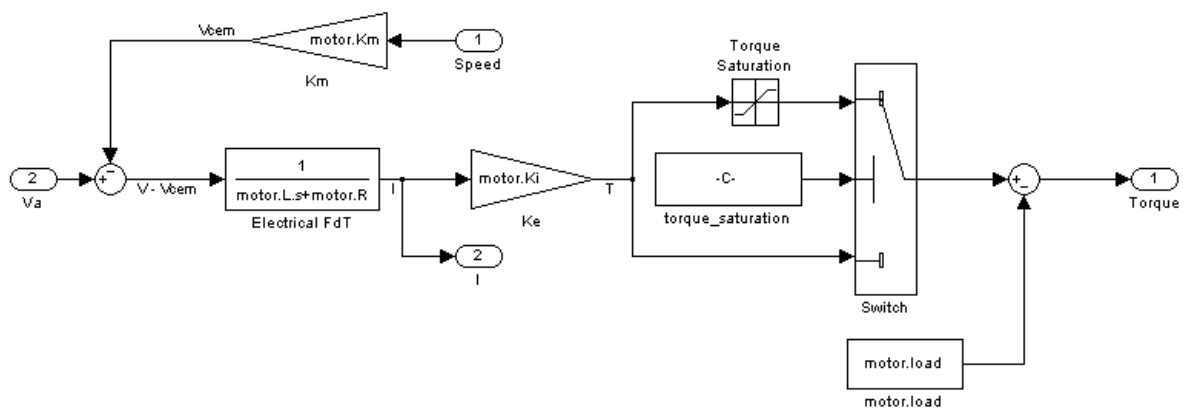 Vcem
motor.Km
1
Speed
Km
Torque
Saturation
2
Va
+
-
V - Vcem
1
motor.L.s+motor.R
Electrical FdT
I
motor.Ki
Ke
T
-C-
torque_saturation
2
I
Switch
+
-
1
Torque
motor.load
motor.load